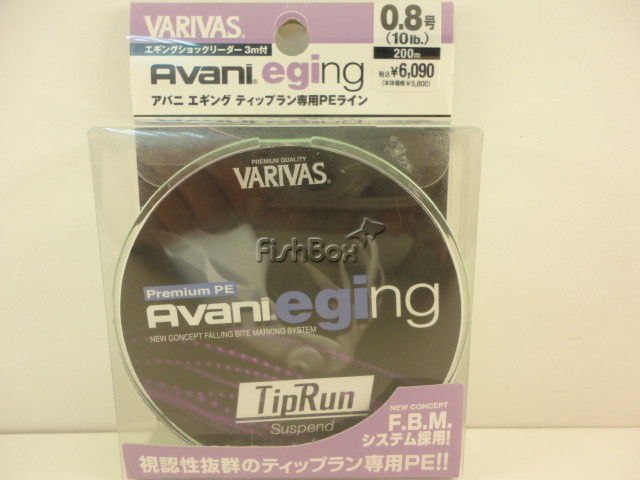 VARIVAS®
エギングショックリーダー3m付
Avani® eging
アバニ エギング ティップラン専用PEライン
0.8号
(10lb.)
200m
税込¥6,090
(本体価格¥5,800)
PREMIUM QUALITY
VARIVAS®
FishBox
Premium PE
Avani® eging
NEW CONCEPT FALLING BITE MARKING SYSTEM
TipRun
Suspend
NEW CONCEPT
F.B.M.
システム採用!
視認性抜群のティップラン専用PE!!